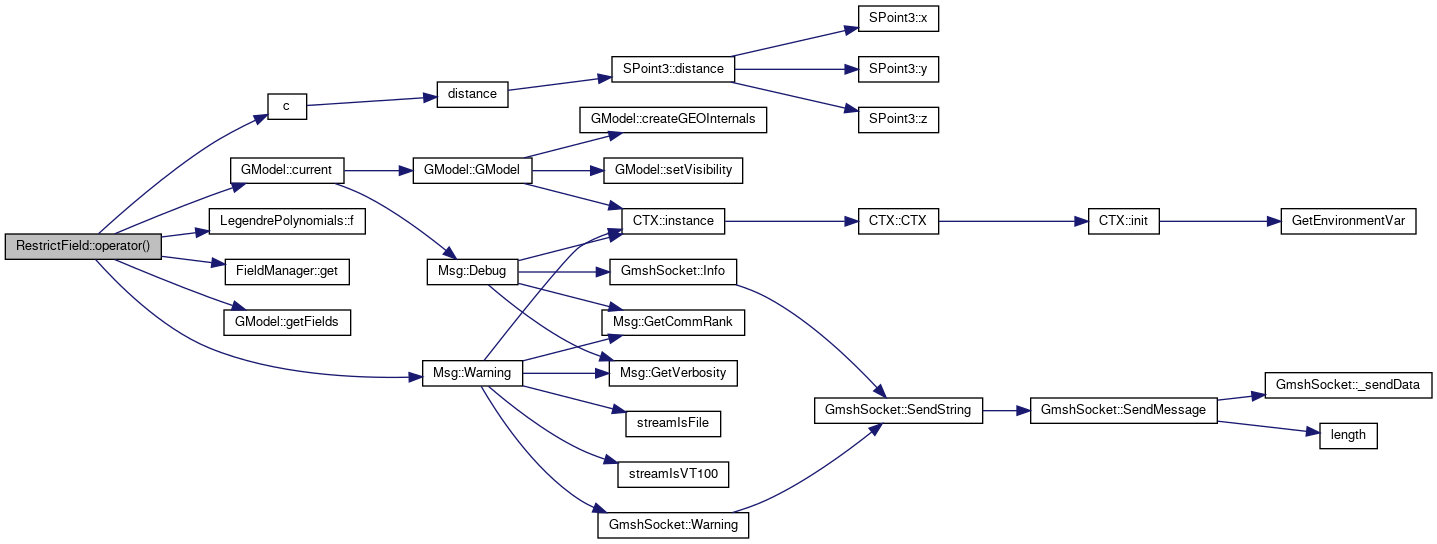 RestrictField::operator()
c
distance
SPoint3::distance
SPoint3::x
SPoint3::y
SPoint3::z
GModel::current
GModel::GModel
GModel::createGEOInternals
GModel::setVisibility
CTX::instance
CTX::CTX
CTX::init
GetEnvironmentVar
LegendrePolynomials::f
FieldManager::get
GModel::getFields
Msg::Debug
GmshSocket::Info
Msg::GetCommRank
Msg::GetVerbosity
Msg::Warning
streamIsFile
streamIsVT100
GmshSocket::Warning
GmshSocket::SendString
GmshSocket::SendMessage
GmshSocket::_sendData
length